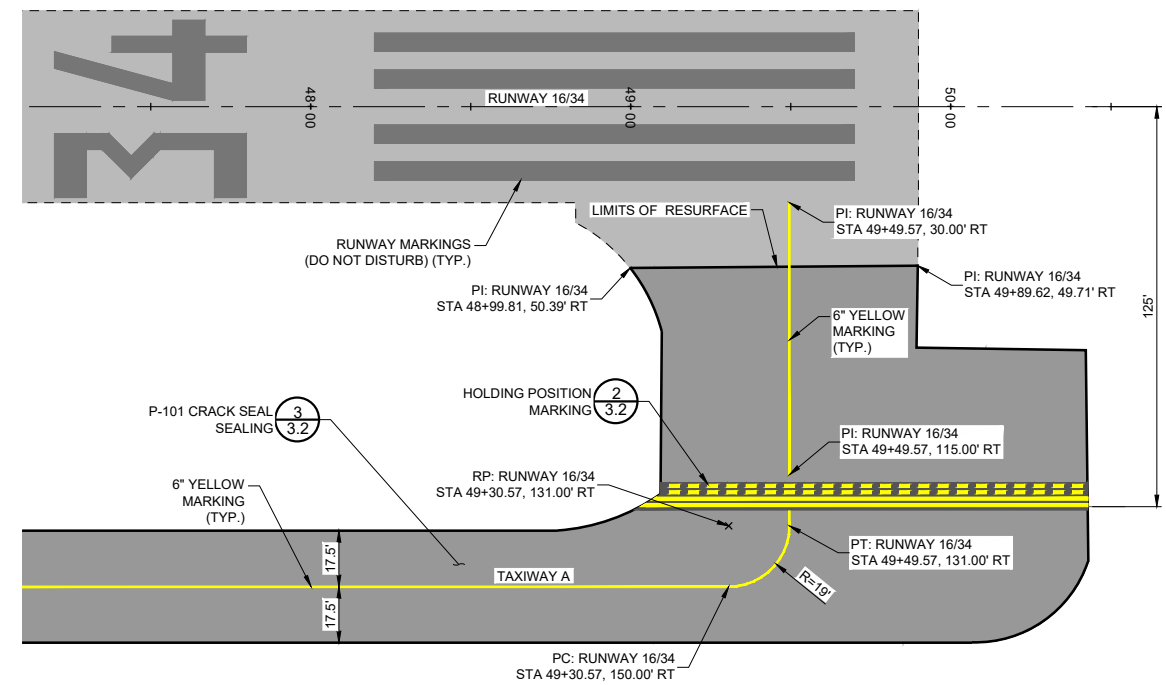 4
3
RUNWAY 16/34
48+00
49+00
50+00
LIMITS OF RESURFACE
PI: RUNWAY 16/34
STA 49+49.57, 30.00' RT
RUNWAY MARKINGS
(DO NOT DISTURB) (TYP.)
PI: RUNWAY 16/34
STA 48+99.81, 50.39' RT
PI: RUNWAY 16/34
STA 49+89.62, 49.71' RT
125'
6" YELLOW
MARKING
(TYP.)
HOLDING POSITION
MARKING
2
3.2
P-101 CRACK SEAL
SEALING
3
3.2
PI: RUNWAY 16/34
STA 49+49.57, 115.00' RT
RP: RUNWAY 16/34
STA 49+30.57, 131.00' RT
6" YELLOW
MARKING
(TYP.)
17.5'
17.5'
TAXIWAY A
PT: RUNWAY 16/34
STA 49+49.57, 131.00' RT
R=19'
PC: RUNWAY 16/34
STA 49+30.57, 150.00' RT